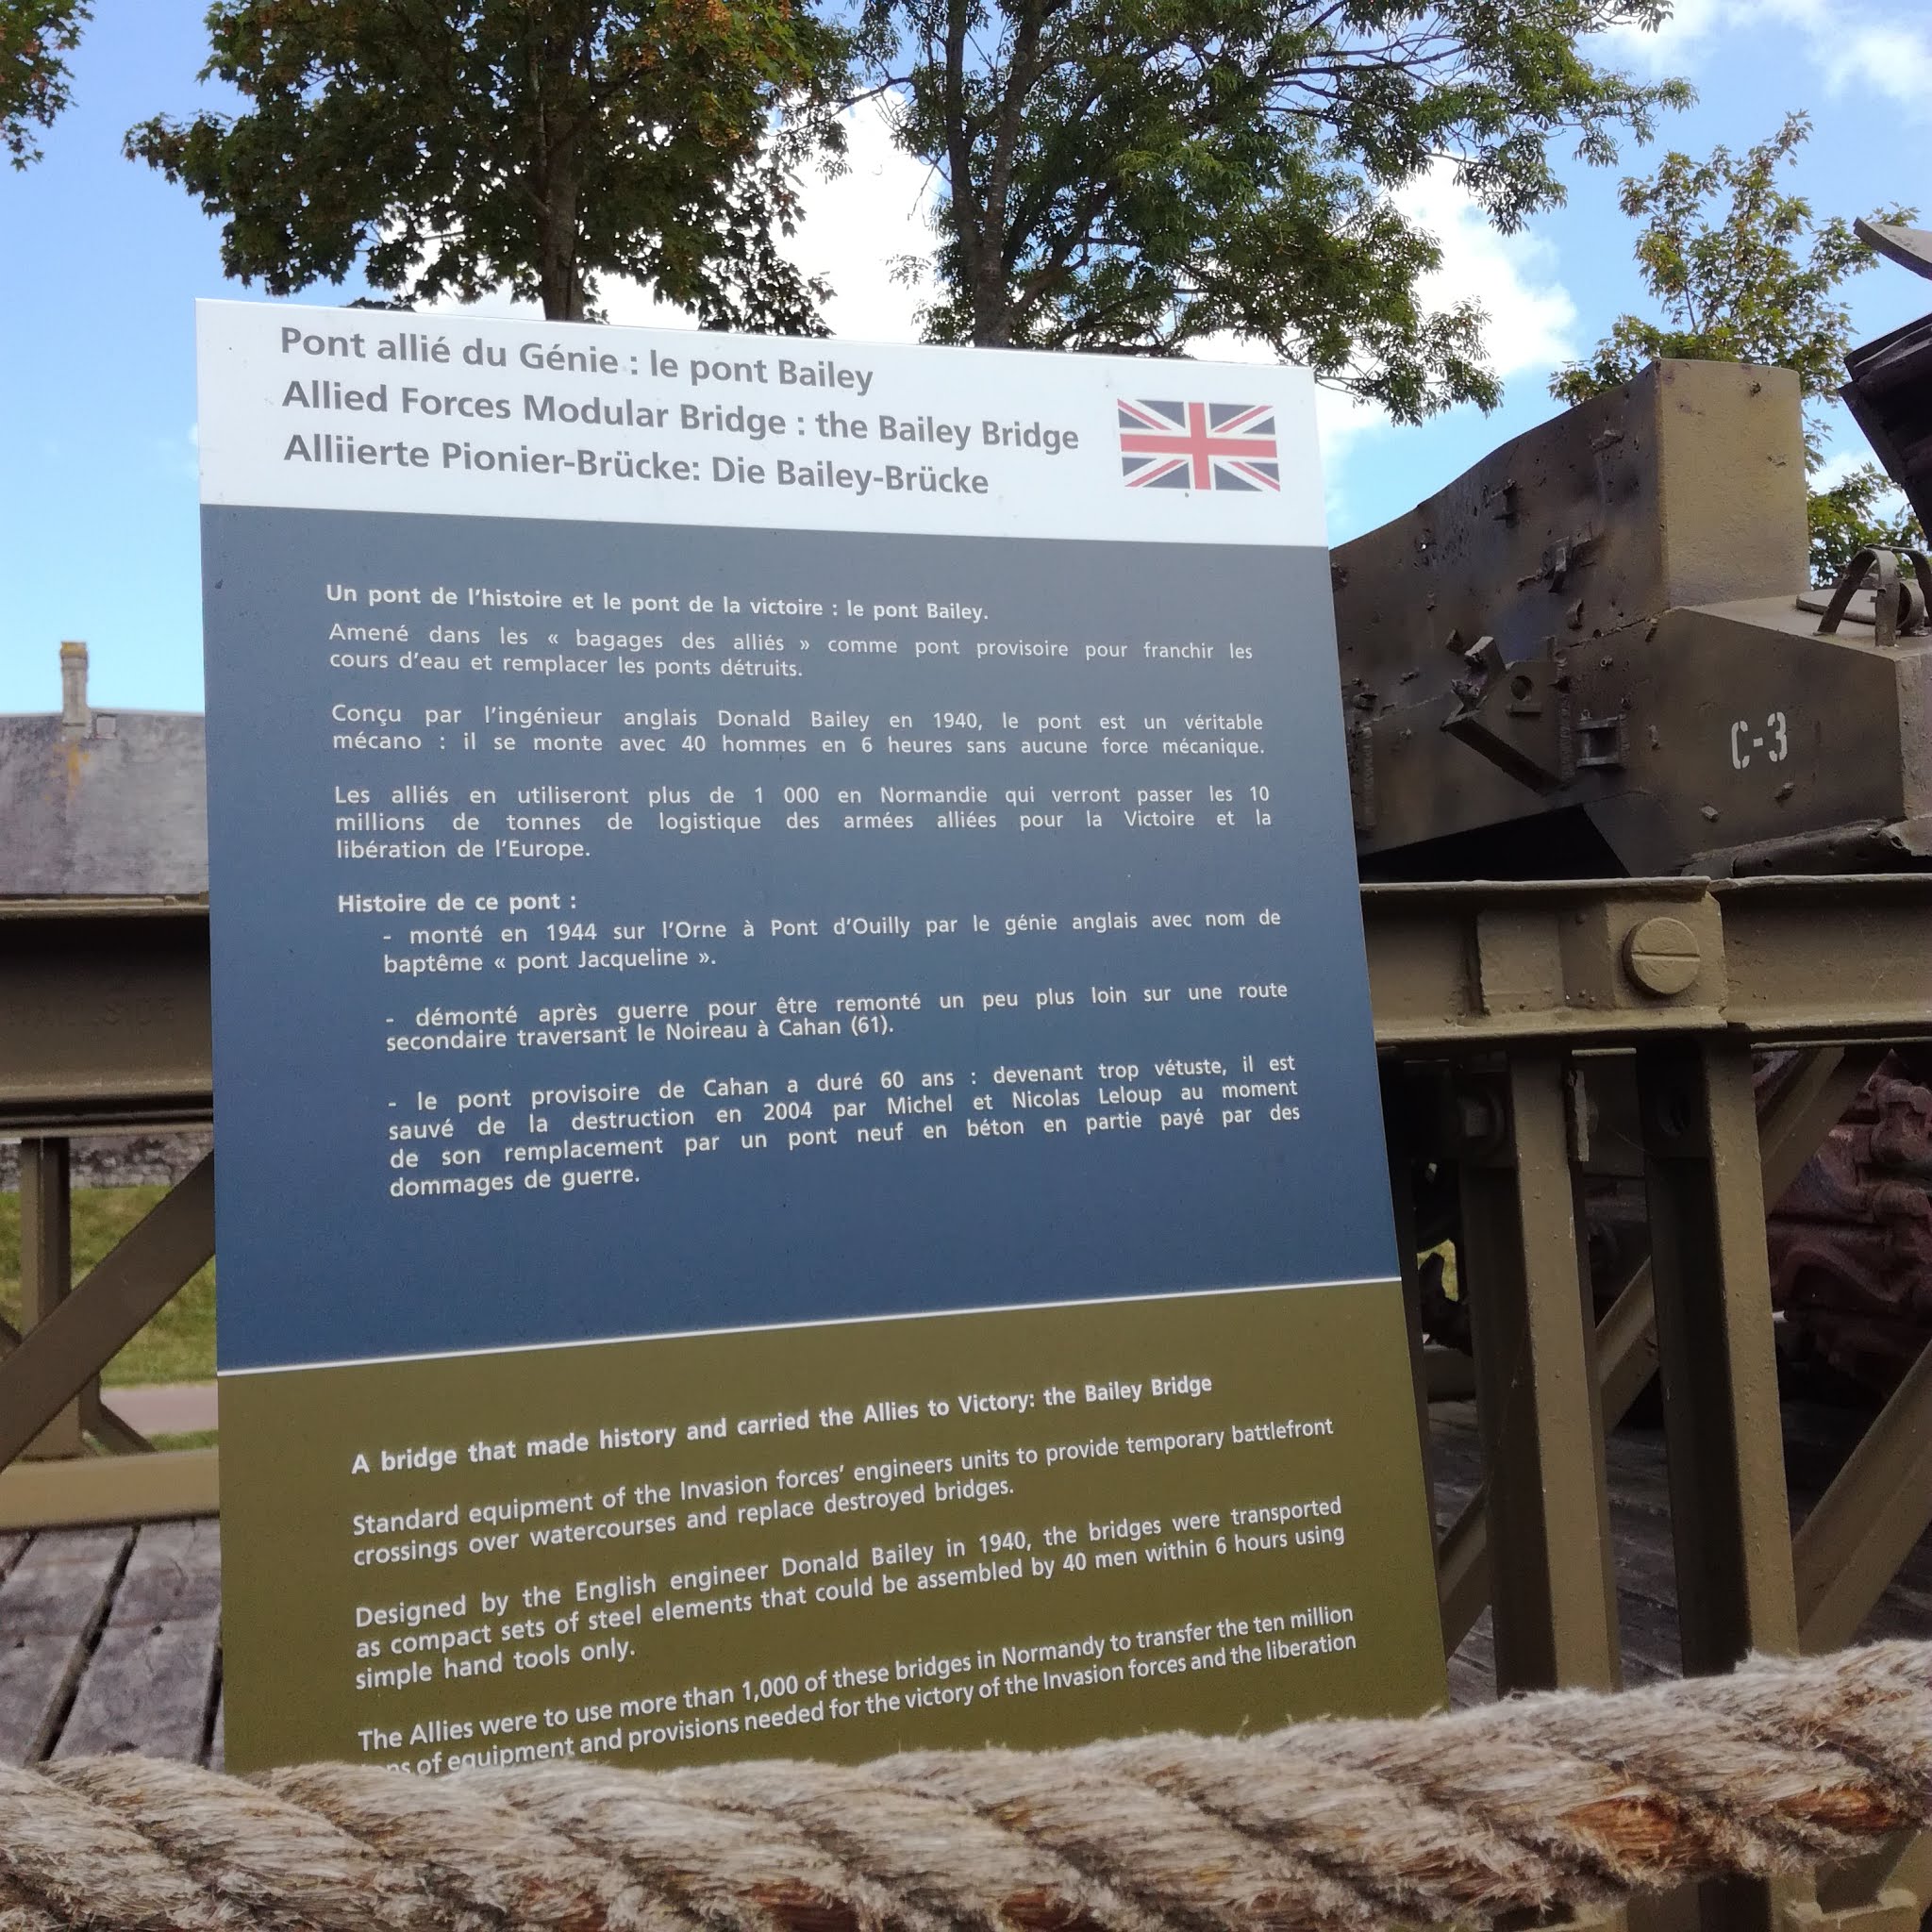 Pont allié du Génie : le pont Bailey
Allied Forces Modular Bridge : the Bailey Bridge
Alliierte Pionier-Brücke: Die Bailey-Brücke
Un pont de l'histoire et le pont de la victoire : le pont Bailey.
Amené dans les « bagages des alliés » comme pont provisoire pour franchir les
cours d'eau et remplacer les ponts détruits.
Conçu par l'ingénieur anglais Donald Bailey en 1940, le pont est un véritable
mécano : il se monte avec 40 hommes en 6 heures sans aucune force mécanique.
Les alliés en utiliseront plus de 1 000 en Normandie qui verront passer les 10
millions de tonnes de logistique des armées alliées pour la Victoire et la
libération de l'Europe.
Histoire de ce pont :
- monté en 1944 sur l'Orne à Pont d'Ouilly par le génie anglais avec nom de
baptême « pont Jacqueline ».
- démonté après guerre pour être remonté un peu plus loin sur une route
secondaire traversant le Noireau à Cahan (61).
- le pont provisoire de Cahan a duré 60 ans : devenant trop vétuste, il est
sauvé de la destruction en 2004 par Michel et Nicolas Leloup au moment
de son remplacement par un pont neuf en béton en partie payé par des
dommages de guerre.
A bridge that made history and carried the Allies to Victory: the Bailey Bridge
Standard equipment of the Invasion forces' engineers units to provide temporary battlefront
crossings over watercourses and replace destroyed bridges.
Designed by the English engineer Donald Bailey in 1940, the bridges were transported
as compact sets of steel elements that could be assembled by 40 men within 6 hours using
simple hand tools only.
The Allies were to use more than 1,000 of these bridges in Normandy to transfer the ten million
of equipment and provisions needed for the victory of the Invasion forces and the liberation
C-3